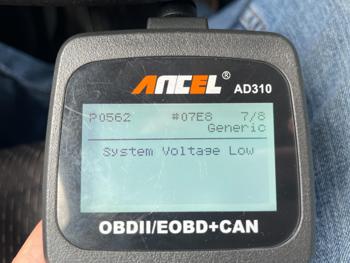 ANCEL® AD310
P0562 #07E8 7/8
Generic
System Voltage Low
OBDII/EOBD+CAN